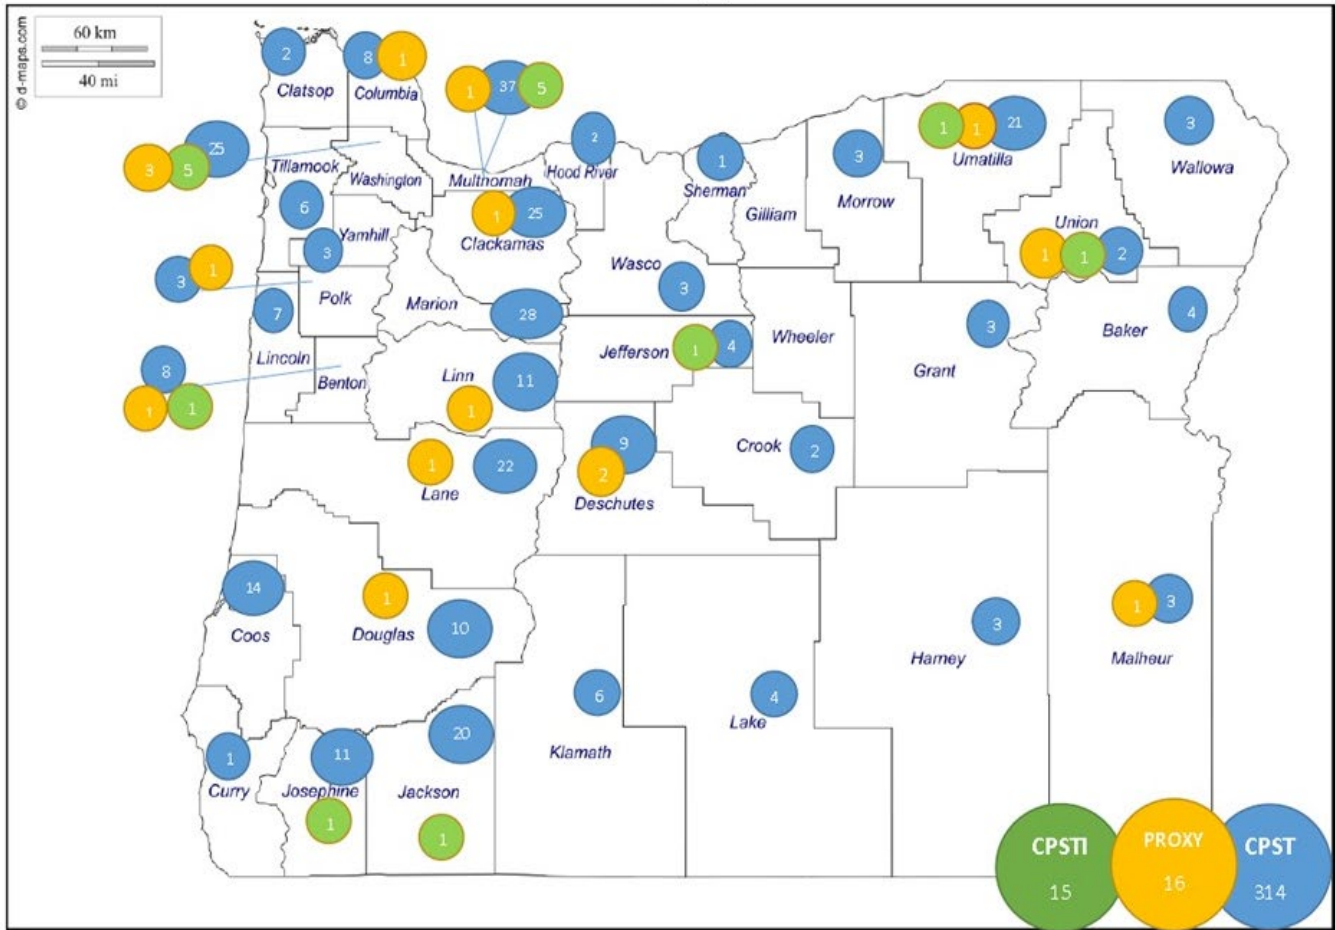 © d-maps.com
60 km
40 mi
2
Clatsop
8
1
Columbia
1
37
5
3
5
25
Tillamook
6
Washington
Multnomah
2
Hood River
1
Sherman
Gilliam
3
Morrow
1
1
21
Umatilla
3
Wallowa
1
25
Clackamas
Yamhill
3
3
1
Polk
Marion
28
Wasco
3
Union
1
1
2
7
Lincoln
8
1
1
Benton
Linn
11
1
Jefferson
1
4
Wheeler
3
Grant
4
Baker
1
22
Lane
9
2
Deschutes
Crook
2
14
Coos
1
Douglas
10
3
Harney
1
3
Malheur
6
Klamath
4
Lake
1
Curry
11
Josephine
1
20
Jackson
1
CPSTI
15
PROXY
16
CPST
314